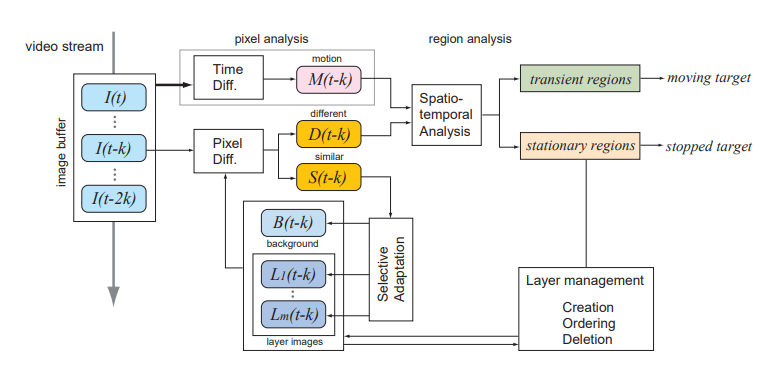 pixel analysis
region analysis
video stream
motion
Time
Diff.
M(t-k)
transient regions
moving target
I(t)
Spatio-
temporal
Analysis
different
D(t-k)
image buffer
I(t-k)
Pixel
Diff.
stationary regions
stopped target
similar
S(t-k)
I(t-2k)
B(t-k)
background
Selective
Adaptation
L1(t-k)
Lm(t-k)
layer images
Layer management
Creation
Ordering
Deletion